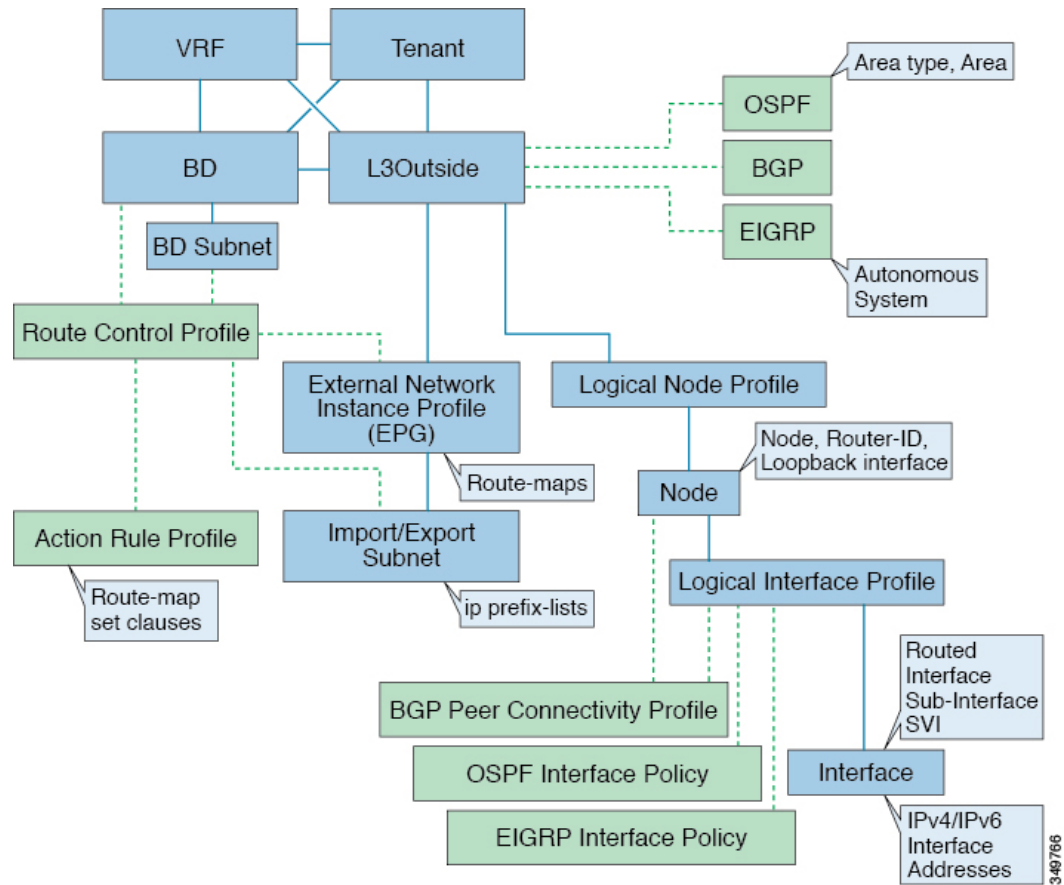 VRF
Tenant
Area type, Area
OSPF
BD
L3Outside
BGP
BD Subnet
EIGRP
Autonomous
System
Route Control Profile
External Network
Instance Profile
(EPG)
Logical Node Profile
Node, Router-ID,
Loopback interface
Route-maps
Node
Action Rule Profile
Import/Export
Subnet
Logical Interface Profile
Route-map
set clauses
ip prefix-lists
Routed
Interface
Sub-Interface
SVI
BGP Peer Connectivity Profile
OSPF Interface Policy
Interface
EIGRP Interface Policy
IPv4/IPv6
Interface
Addresses
349766